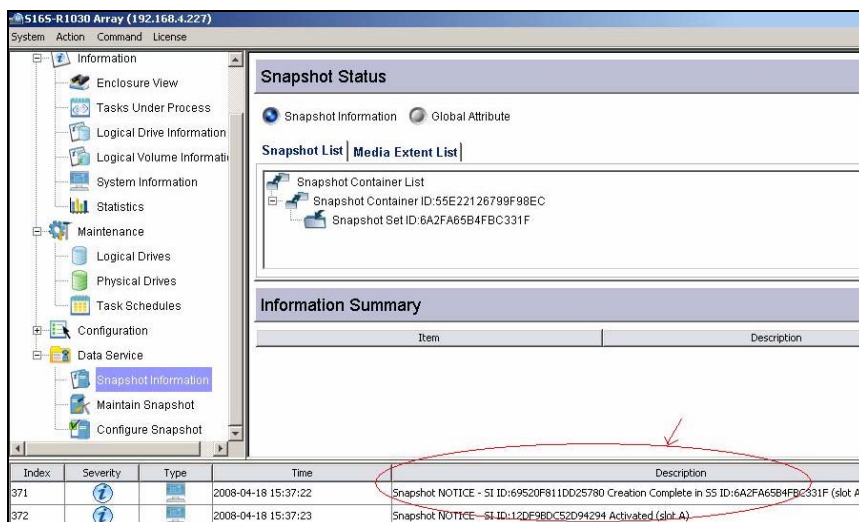 S16S-R1030 Array (192.168.4.227)
System Action Command License
Information
Enclosure View
Tasks Under Process
Logical Drive Information
Logical Volume Informati
System Information
Statistics
Maintenance
Logical Drives
Physical Drives
Task Schedules
Configuration
Data Service
Snapshot Information
Maintain Snapshot
Configure Snapshot
Snapshot Status
Snapshot Information Global Attribute
Snapshot List Media Extent List
Snapshot Container List
Snapshot Container ID:55E22126799F98EC
Snapshot Set ID:6A2FA65B4FBC331F
Information Summary
Item Description
Index Severity Type Time Description
371 2008-04-18 15:37:22 Snapshot NOTICE - SI ID:69520F811DD25780 Creation Complete in SS ID:6A2FA65B4FBC331F (slot A
372 2008-04-18 15:37:23 Snapshot NOTICE - SI ID:12DF9BDC52D94294 Activated (slot A)